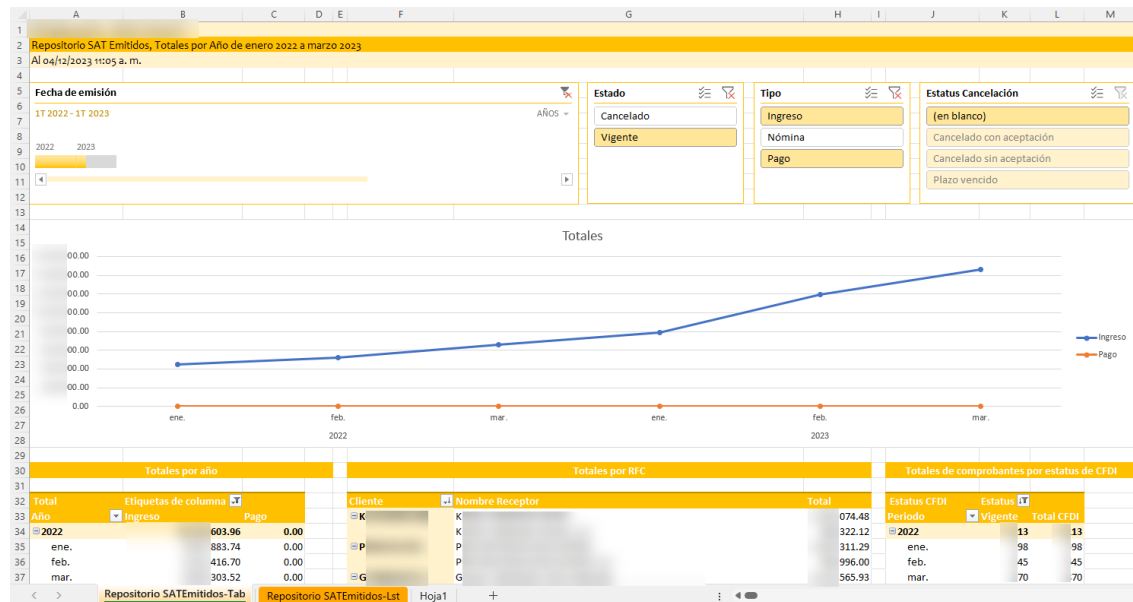 A B C D E F G H I J K L M
1
2 Repositorio SAT Emitidos, Totales por Año de enero 2022 a marzo 2023
3 Al 04/12/2023 11:05 a. m.
4
5 Fecha de emisión Estado Tipo Estatus Cancelación
6 1T 2022 - 1T 2023 AÑOS Cancelado Ingreso (en blanco)
7
8 Vigente Nómina Cancelado con aceptación
9 2022 2023
10 Pago Cancelado sin aceptación
11 Plazo vencido
12
13
14 Totales
15
16 00.00
17 00.00
18 00.00
19 00.00
20 00.00
21 Ingreso
22 00.00 Pago
23 00.00
24
25 00.00
26 0.00
27 ene. feb. mar. ene. feb. mar.
28 2022 2023
29
30 Totales por año Totales por RFC Totales de comprobantes por estatus de CFDI
31
32 Total Etiquetas de columna Cliente Nombre Receptor Total Estatus CFDI Estatus
33 Año Ingreso Pago K K 074.48 Periodo Vigente Total CFDI
34 2022 603.96 0.00 K 322.12 2022 13 13
35 ene. 883.74 0.00 P P 311.29 ene. 98 98
36 feb. 416.70 0.00 P 996.00 feb. 45 45
37 mar. 303.52 0.00 G G 565.93 mar. 70 70
Repositorio SATEmitidos-Tab Repositorio SATEmitidos-Lst Hoja1 +